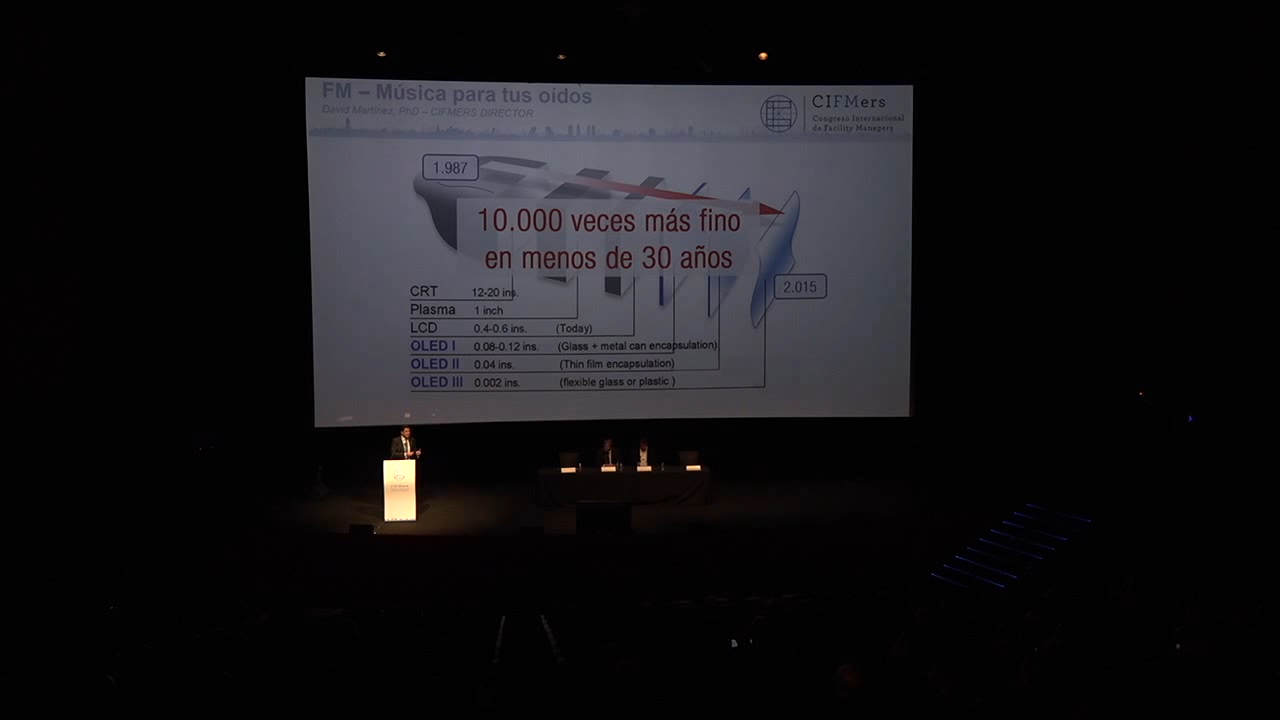 FM – Música para tus oídos
David Martínez, PhD – CIFMERS DIRECTOR
CIFMers
Congreso Internacional
de Facility Managers
1.987
10.000 veces más fino
en menos de 30 años
2.015
CRT 12-20 ins.
Plasma 1 inch
LCD 0.4-0.6 ins. (Today)
OLED I 0.08-0.12 ins. (Glass + metal can encapsulation)
OLED II 0.04 ins. (Thin film encapsulation)
OLED III 0.002 ins. (flexible glass or plastic )